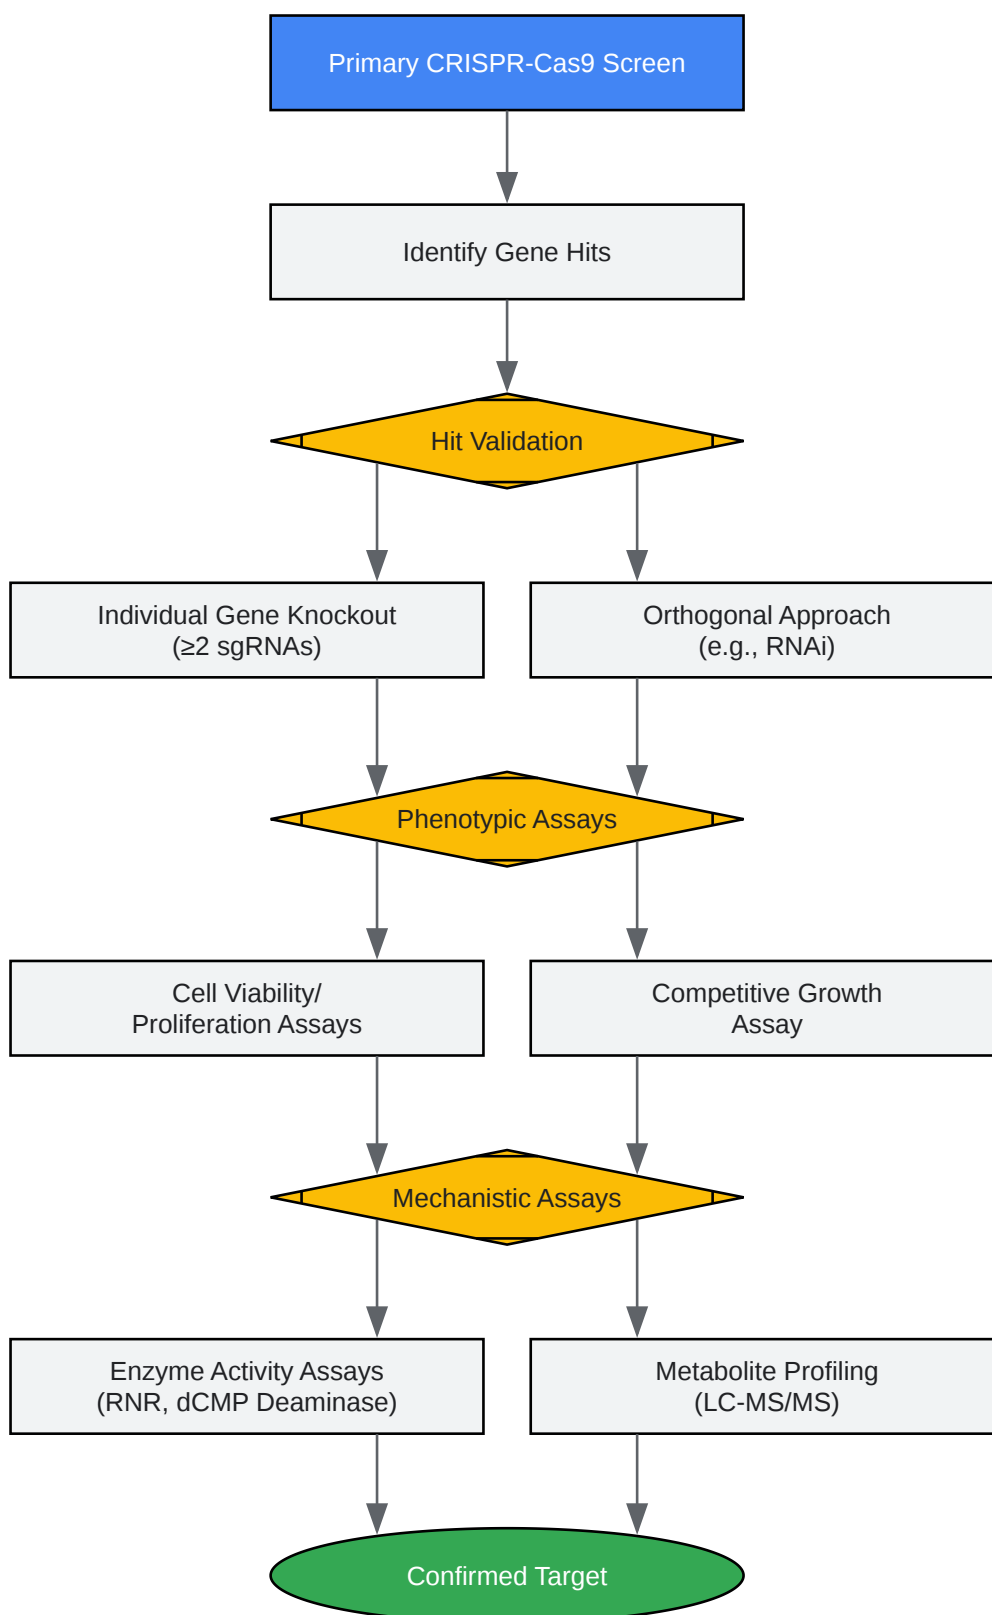 Primary CRISPR-Cas9 Screen
Identify Gene Hits
Hit Validation
Individual Gene Knockout
(≥2 sgRNAs)
Orthogonal Approach
(e.g., RNAi)
Phenotypic Assays
Cell Viability/
Proliferation Assays
Competitive Growth
Assay
Mechanistic Assays
Enzyme Activity Assays
(RNR, dCMP Deaminase)
Metabolite Profiling
(LC-MS/MS)
Confirmed Target